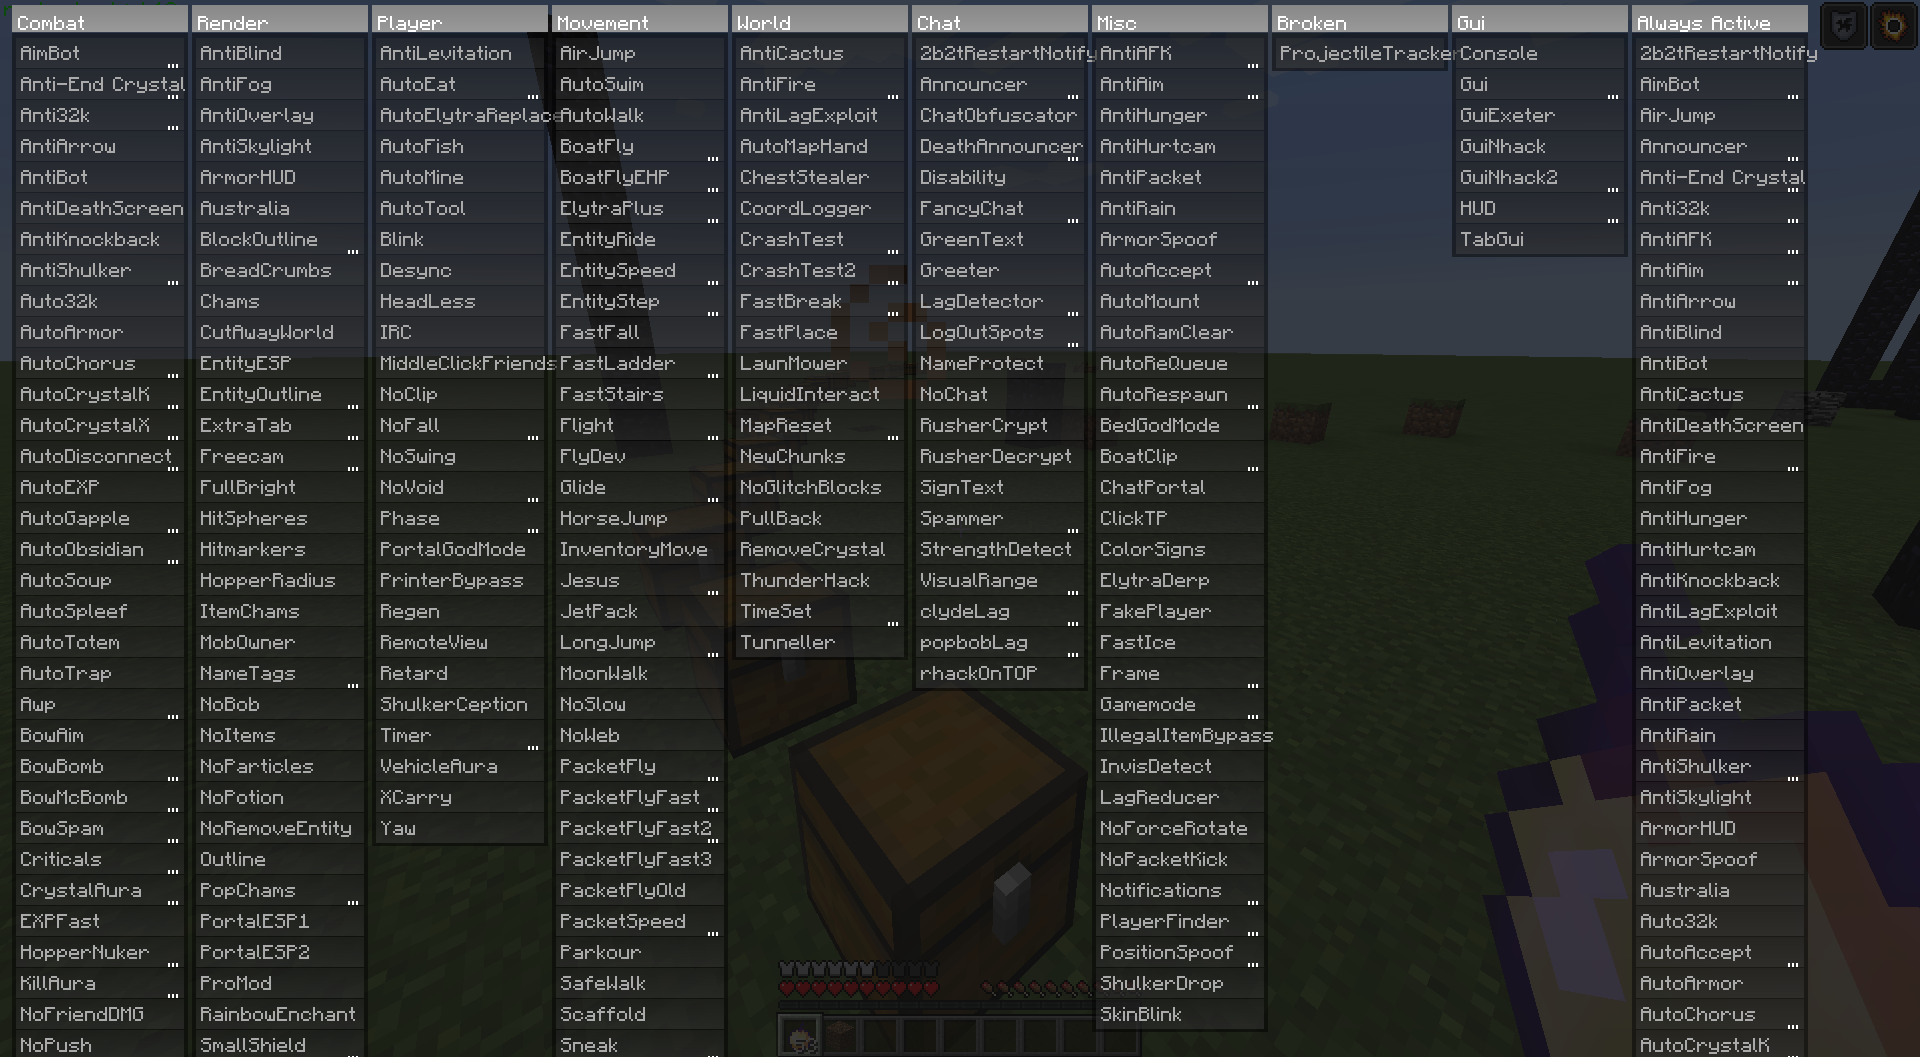 Combat
AimBot
Anti-End Crystal
Anti32k
AntiArrow
AntiBot
AntiDeathScreen
AntiKnockback
AntiShulker
Auto32k
AutoArmor
AutoChorus
AutoCrystalK
AutoCrystalX
AutoDisconnect
AutoEXP
AutoGapple
AutoObsidian
AutoSoup
AutoSpleef
AutoTotem
AutoTrap
Awp
BowAim
BowBomb
BowMcBomb
BowSpam
Criticals
CrystalAura
EXPFast
HopperNuker
KillAura
NoFriendDMG
NoPush
Render
AntiBlind
AntiFog
AntiOverlay
AntiSkylight
ArmorHUD
Australia
BlockOutline
BreadCrumbs
Chams
CutAwayWorld
EntityESP
EntityOutline
ExtraTab
Freecam
FullBright
HitSpheres
Hitmarkers
HopperRadius
ItemChams
MobOwner
NameTags
NoBob
NoItems
NoParticles
NoPotion
NoRemoveEntity
Outline
PopChams
PortalESP1
PortalESP2
ProMod
RainbowEnchant
SmallShield
Player
AntiLevitation
AutoEat
AutoElytraReplace
AutoFish
AutoMine
AutoTool
Blink
Desync
HeadLess
IRC
MiddleClickFriends
NoClip
NoFall
NoSwing
NoVoid
Phase
PortalGodMode
PrinterBypass
Regen
RemoteView
Retard
ShulkerCeption
Timer
VehicleAura
XCarry
Yaw
Movement
AirJump
AutoSwim
AutoWalk
BoatFly
BoatFlyEHP
ElytraPlus
EntityRide
EntitySpeed
EntityStep
FastFall
FastLadder
FastStairs
Flight
FlyDev
Glide
HorseJump
InventoryMove
Jesus
JetPack
LongJump
MoonWalk
NoSlow
NoWeb
PacketFly
PacketFlyFast
PacketFlyFast2
PacketFlyFast3
PacketFlyOld
PacketSpeed
Parkour
SafeWalk
Scaffold
Sneak
World
AntiCactus
AntiFire
AntiLagExploit
AutoMapHand
ChestStealer
CoordLogger
CrashTest
CrashTest2
FastBreak
FastPlace
LawnMower
LiquidInteract
MapReset
NewChunks
NoGlitchBlocks
PullBack
RemoveCrystal
ThunderHack
TimeSet
Tunneller
Chat
2b2tRestartNotify
Announcer
ChatObfuscator
DeathAnnouncer
Disability
FancyChat
GreenText
Greeter
LagDetector
LogOutSpots
NameProtect
NoChat
RusherCrypt
RusherDecrypt
SignText
Spammer
StrengthDetect
VisualRange
clydeLag
popbobLag
rhackOnTOP
Misc
AntiAFK
AntiAim
AntiHunger
AntiHurtcam
AntiPacket
AntiRain
ArmorSpoof
AutoAccept
AutoMount
AutoRamClear
AutoReQueue
AutoRespawn
BedGodMode
BoatClip
ChatPortal
ClickTP
ColorSigns
ElytraDerp
FakePlayer
FastIce
Frame
Gamemode
IllegalItemBypass
InvisDetect
LagReducer
NoForceRotate
NoPacketKick
Notifications
PlayerFinder
PositionSpoof
ShulkerDrop
SkinBlink
Broken
ProjectileTracker
Gui
Console
Gui
GuiExeter
GuiNhack
GuiNhack2
HUD
TabGui
Always Active
2b2tRestartNotify
AimBot
AirJump
Announcer
Anti-End Crystal
Anti32k
AntiAFK
AntiAim
AntiArrow
AntiBlind
AntiBot
AntiCactus
AntiDeathScreen
AntiFire
AntiFog
AntiHunger
AntiHurtcam
AntiKnockback
AntiLagExploit
AntiLevitation
AntiOverlay
AntiPacket
AntiRain
AntiShulker
AntiSkylight
ArmorHUD
ArmorSpoof
Australia
Auto32k
AutoAccept
AutoArmor
AutoChorus
AutoCrystalK